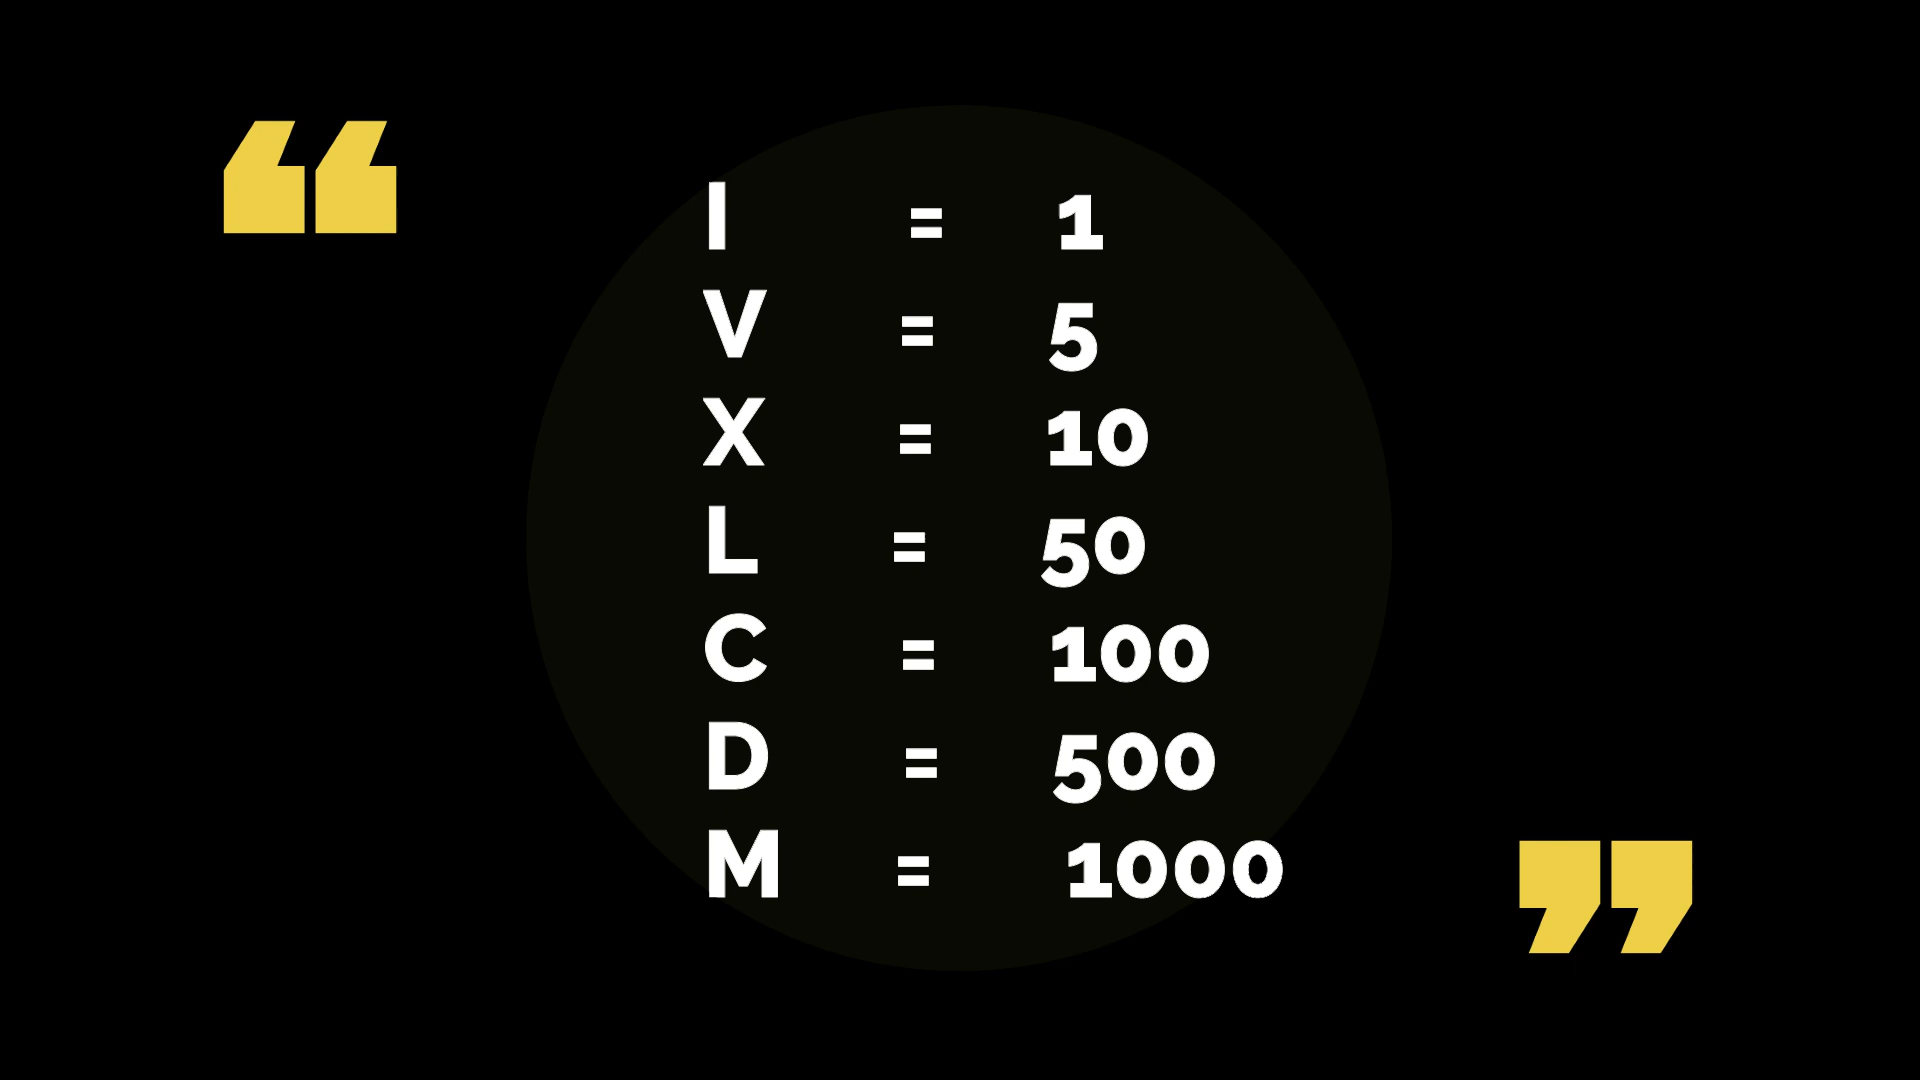 “
I = 1
V = 5
X = 10
L = 50
C = 100
D = 500
M = 1000
”